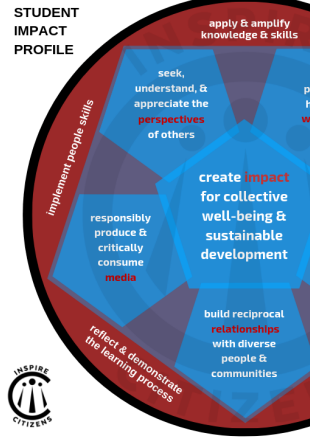 STUDENT
IMPACT
PROFILE
apply & amplify
knowledge & skills
seek,
understand, &
appreciate the
perspectives
of others
p
h
w
implement people skills
create impact
for collective
well-being &
sustainable
development
responsibly
produce &
critically
consume
media
build reciprocal
relationships
with diverse
people &
communities
reflect & demonstrate
the learning process
INSPIRE
CITIZENS